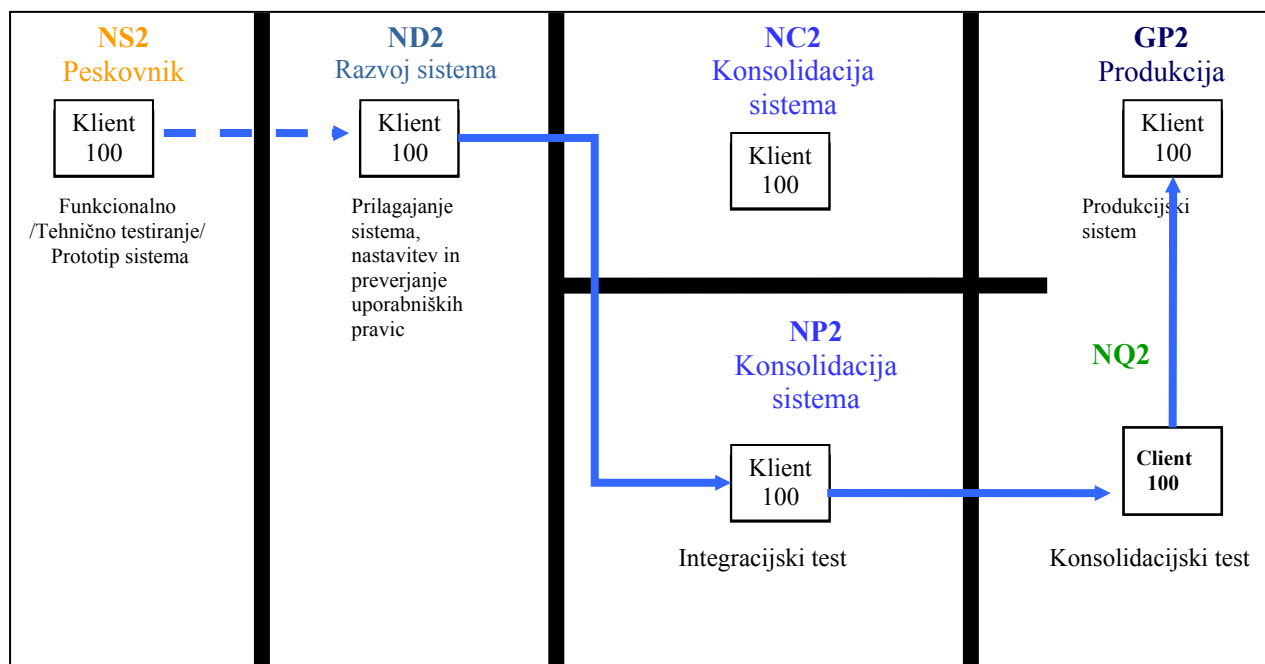 NS2
Peskovnik
Klient
100
Funkcionalno
/Tehnično testiranje/
Prototip sistema
ND2
Razvoj sistema
Klient
100
Prilagajanje
sistema,
nastavitev in
preverjanje
uporabniških
pravic
NC2
Konsolidacija
sistema
Klient
100
NP2
Konsolidacija
sistema
Klient
100
Integracijski test
GP2
Produkcija
Klient
100
Produkcijski
sistem
NQ2
Client
100
Konsolidacijski test